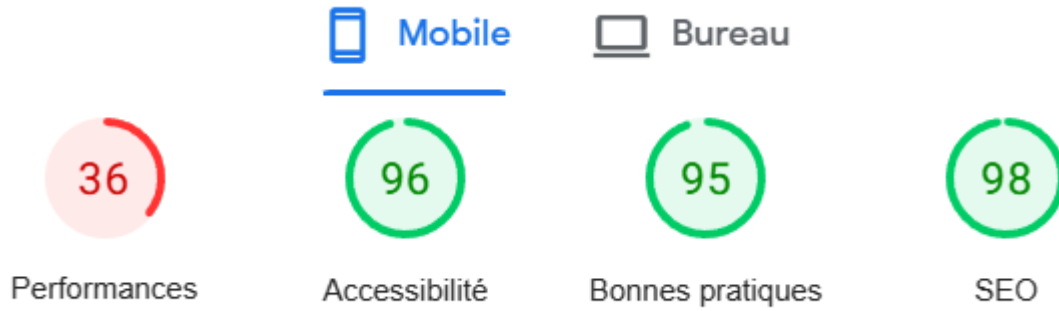 Mobile Bureau
36 96 95 98
Performances Accessibilité Bonnes pratiques SEO